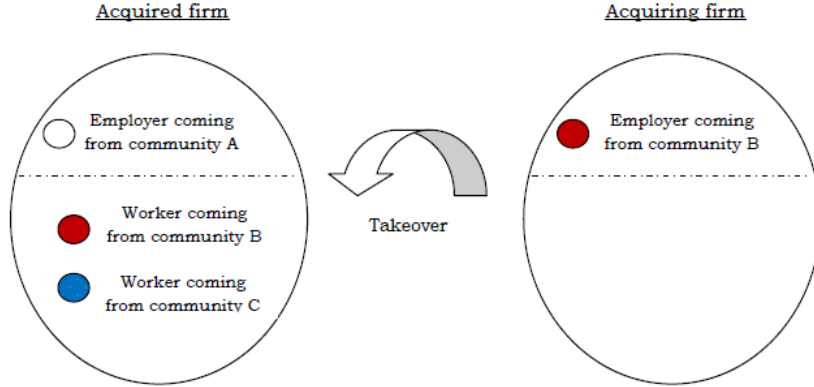 Acquired firm
Employer coming
from community A
Worker coming
from community B
Worker coming
from community C
Takeover
Acquiring firm
Employer coming
from community B